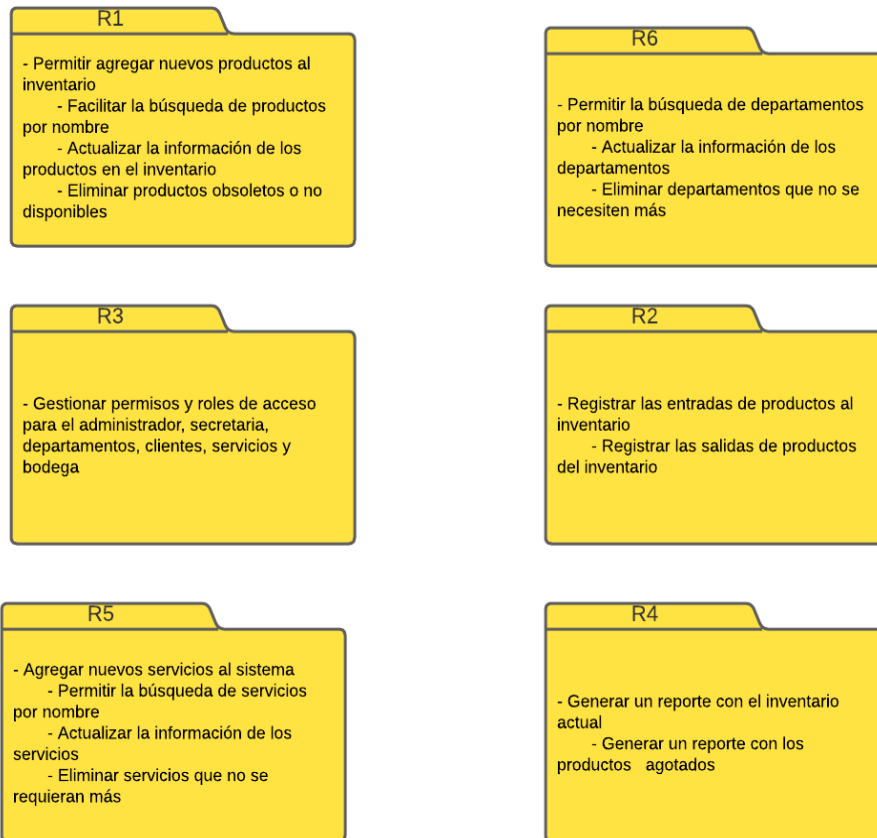 R1
- Permitir agregar nuevos productos al
inventario
- Facilitar la búsqueda de productos
por nombre
- Actualizar la información de los
productos en el inventario
- Eliminar productos obsoletos o no
disponibles
R6
- Permitir la búsqueda de departamentos
por nombre
- Actualizar la información de los
departamentos
- Eliminar departamentos que no se
necesiten más
R3
- Gestionar permisos y roles de acceso
para el administrador, secretaria,
departamentos, clientes, servicios y
bodega
R2
- Registrar las entradas de productos al
inventario
- Registrar las salidas de productos
del inventario
R5
- Agregar nuevos servicios al sistema
- Permitir la búsqueda de servicios
por nombre
- Actualizar la información de los
servicios
- Eliminar servicios que no se
requieran más
R4
- Generar un reporte con el inventario
actual
- Generar un reporte con los
productos   agotados